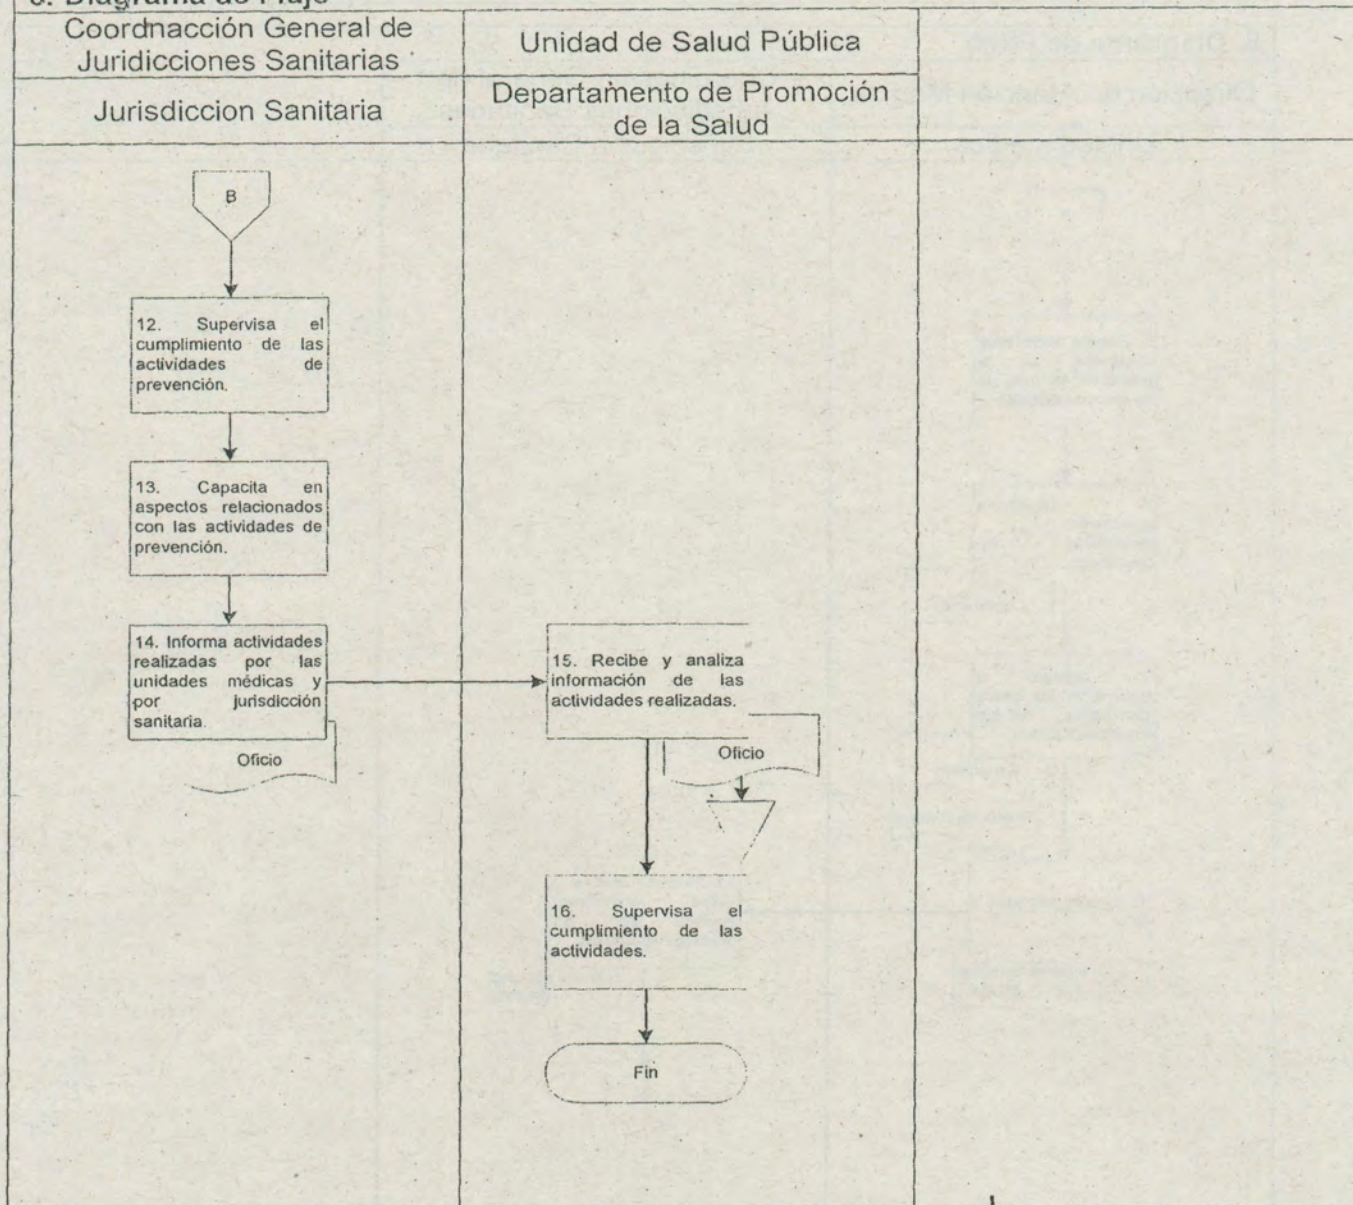 Diagrama de Flujo
Coordnacción General de
Juridicciones Sanitarias
Unidad de Salud Pública
Jurisdiccion Sanitaria
Departamento de Promoción
de la Salud
B
12. Supervisa el
cumplimiento de las
actividades de
prevención.
13. Capacita en
aspectos relacionados
con las actividades de
prevención.
14. Informa actividades
realizadas por las
unidades médicas y
por jurisdicción
sanitaria.
Oficio
15. Recibe y analiza
información de las
actividades realizadas.
Oficio
16. Supervisa el
cumplimiento de las
actividades.
Fin